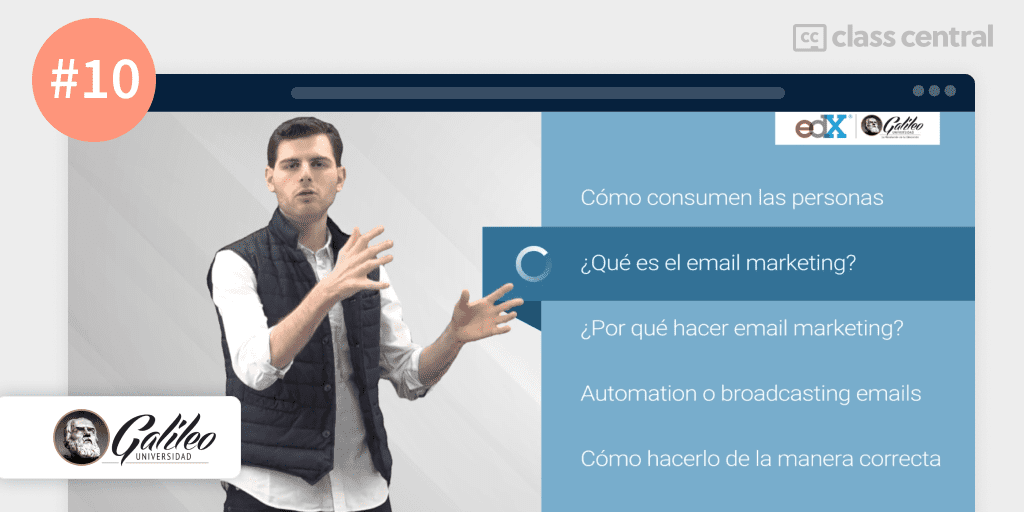 #10
cc class central
edX® Galileo
UNIVERSIDAD
Cómo consumen las personas
¿Qué es el email marketing?
¿Por qué hacer email marketing?
Automation o broadcasting emails
Cómo hacerlo de la manera correcta
Galileo
UNIVERSIDAD